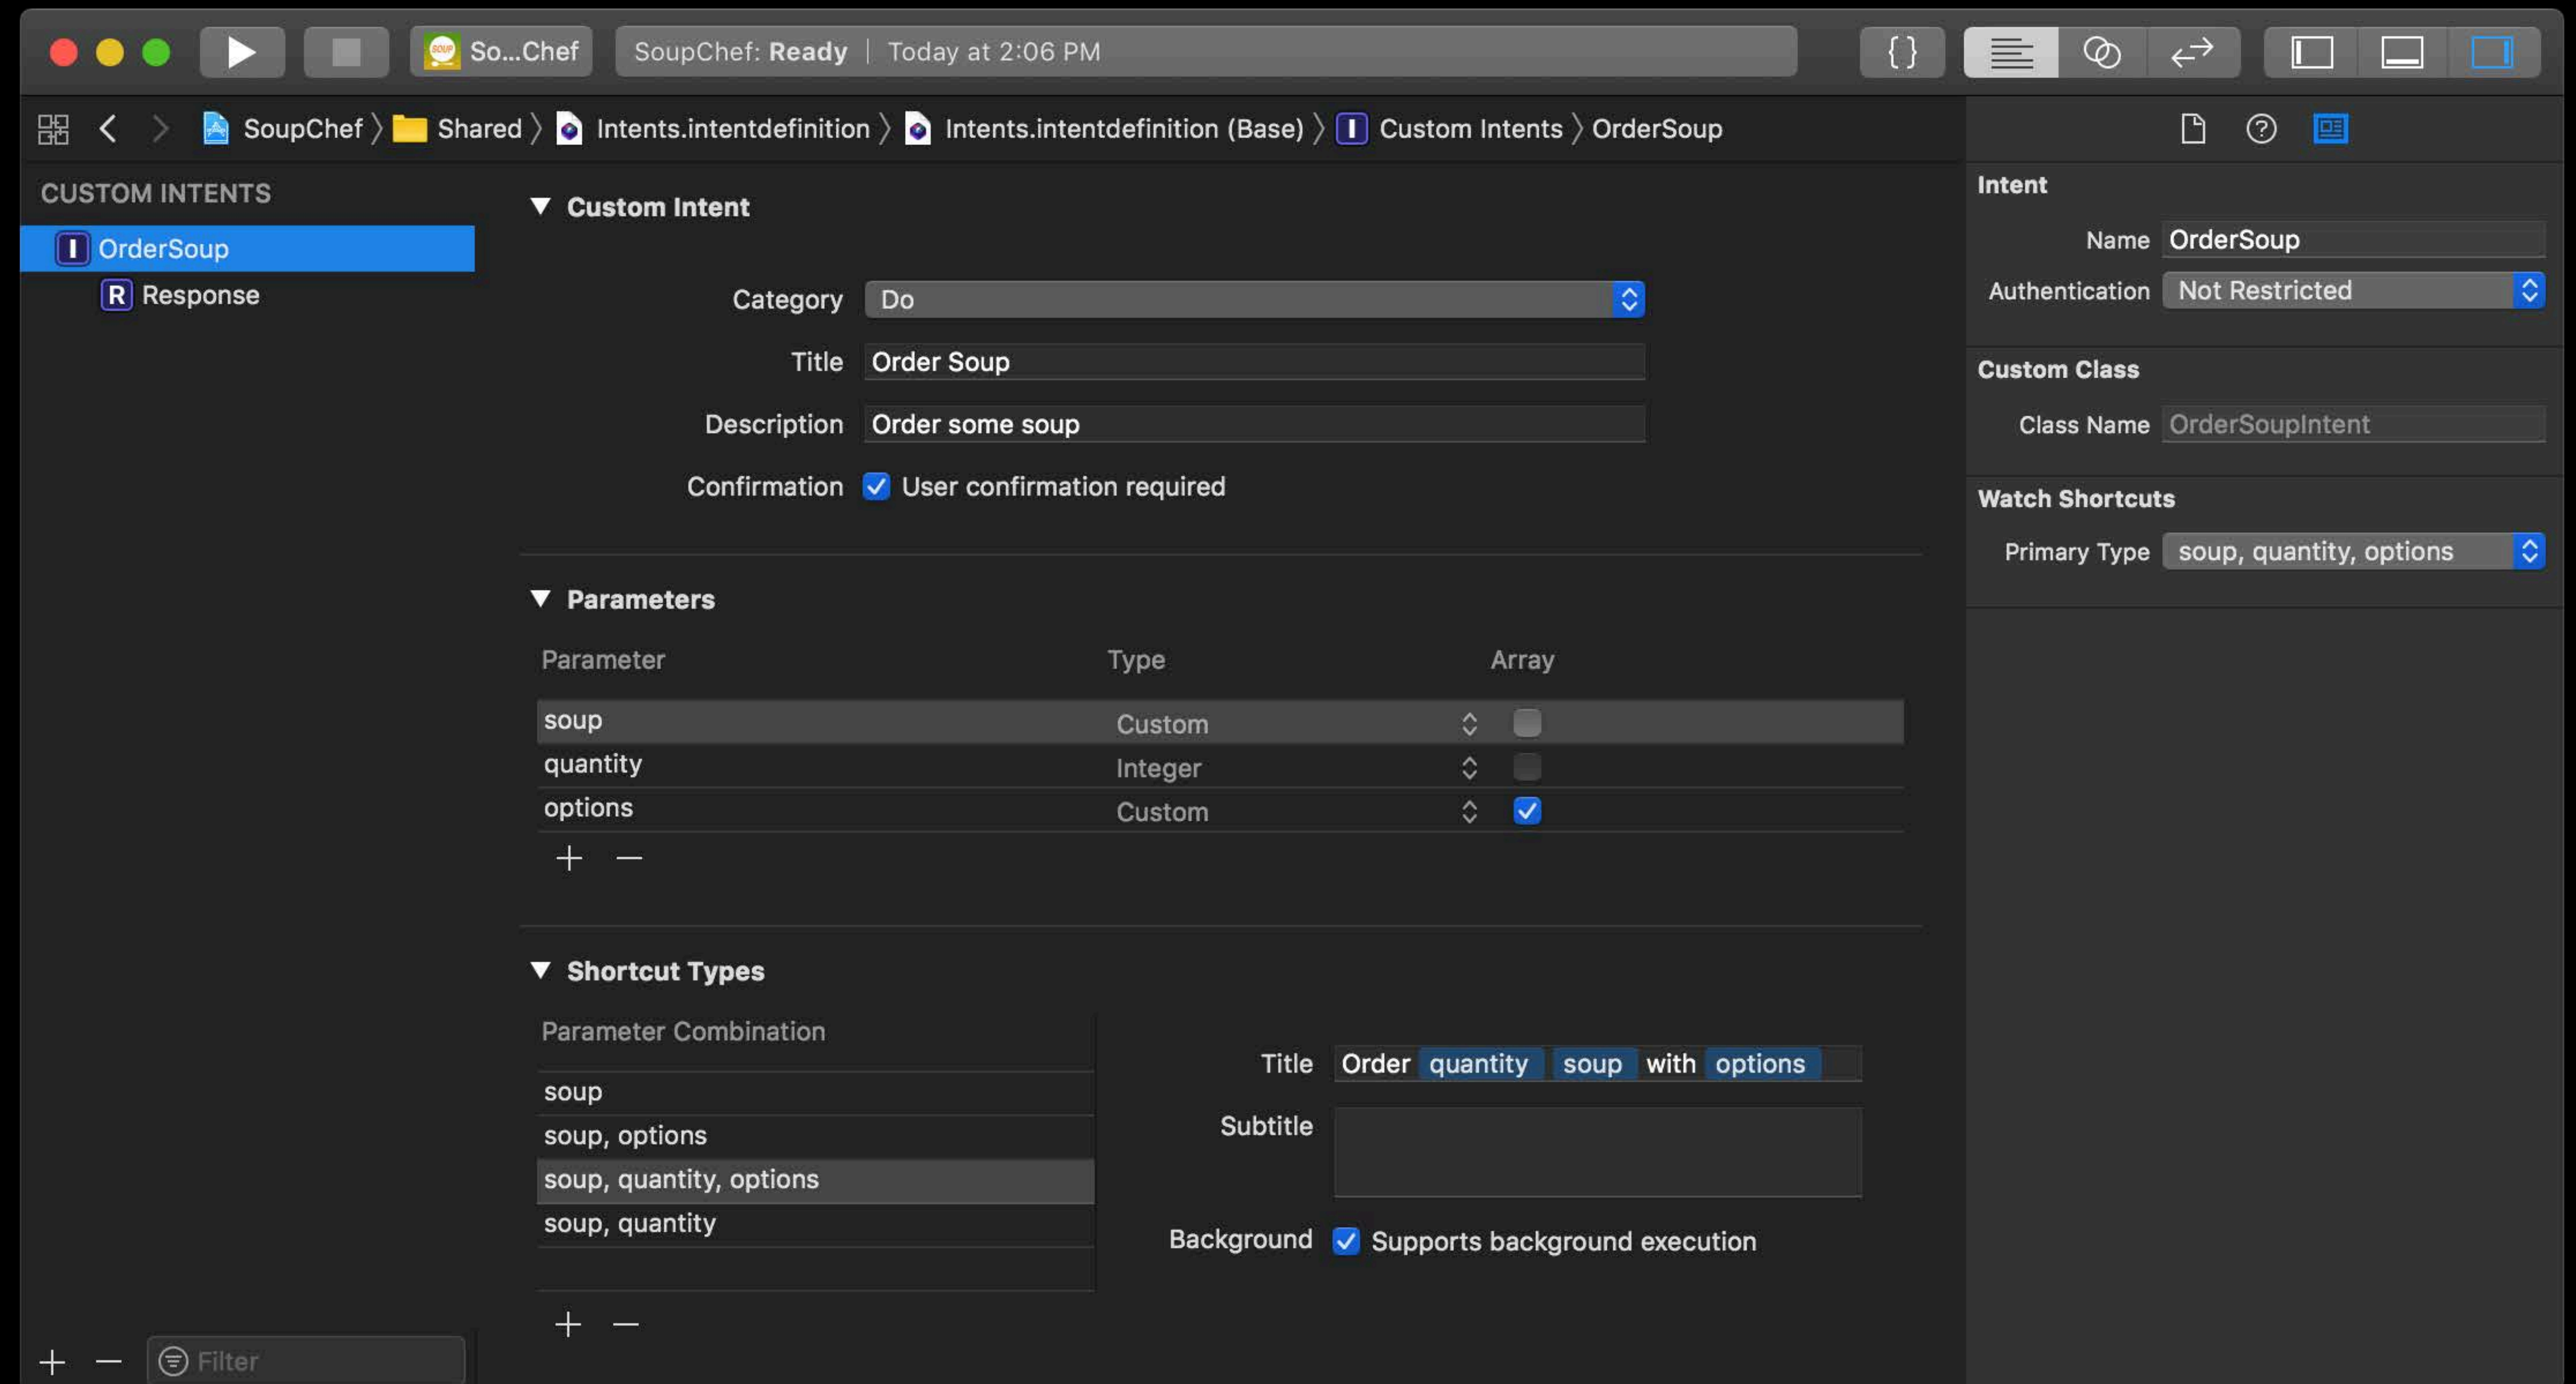 So...Chef
SoupChef: Ready | Today at 2:06 PM
{ }
SoupChef 〉 Shared 〉 Intents.intentdefinition 〉 Intents.intentdefinition (Base) 〉 I Custom Intents 〉 OrderSoup
CUSTOM INTENTS
I OrderSoup
R Response
Filter
Custom Intent
Category Do
Title Order Soup
Description Order some soup
Confirmation User confirmation required
Parameters
Parameter Type Array
soup Custom
quantity Integer
options Custom
Shortcut Types
Parameter Combination
soup
soup, options
soup, quantity, options
soup, quantity
Title Order quantity soup with options
Subtitle
Background Supports background execution
Intent
Name OrderSoup
Authentication Not Restricted
Custom Class
Class Name OrderSoupIntent
Watch Shortcuts
Primary Type soup, quantity, options